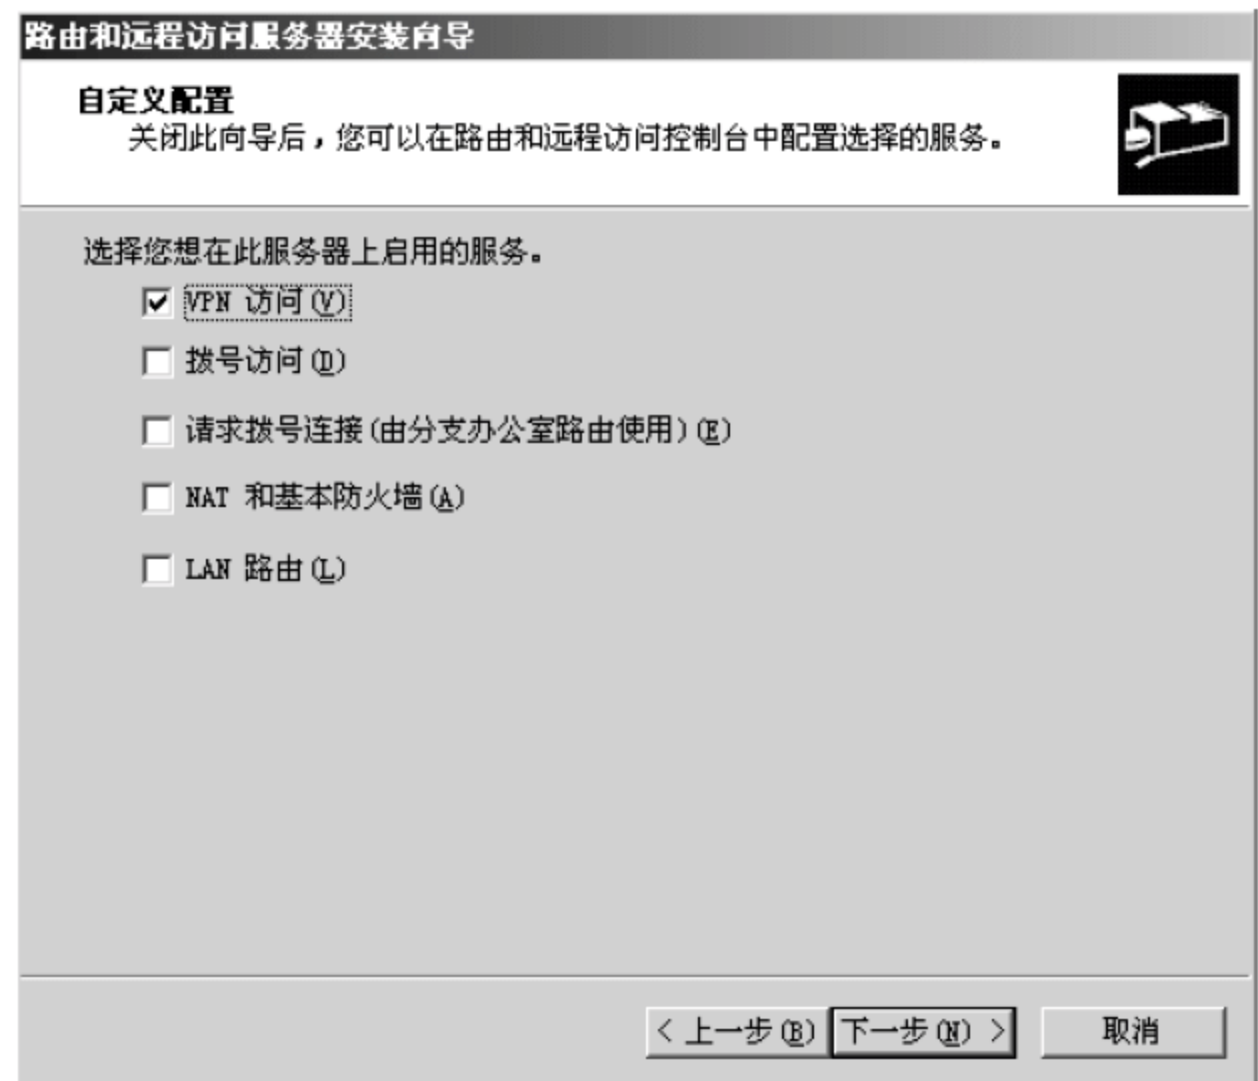 路由和远程访问服务器安装向导
自定义配置
关闭此向导后，您可以在路由和远程访问控制台中配置选择的服务。
选择您想在此服务器上启用的服务。
VPN 访问(V)
拨号访问(D)
请求拨号连接(由分支办公室路由使用)(E)
NAT 和基本防火墙(A)
LAN 路由(L)
< 上一步(B) 下一步(N) > 取消